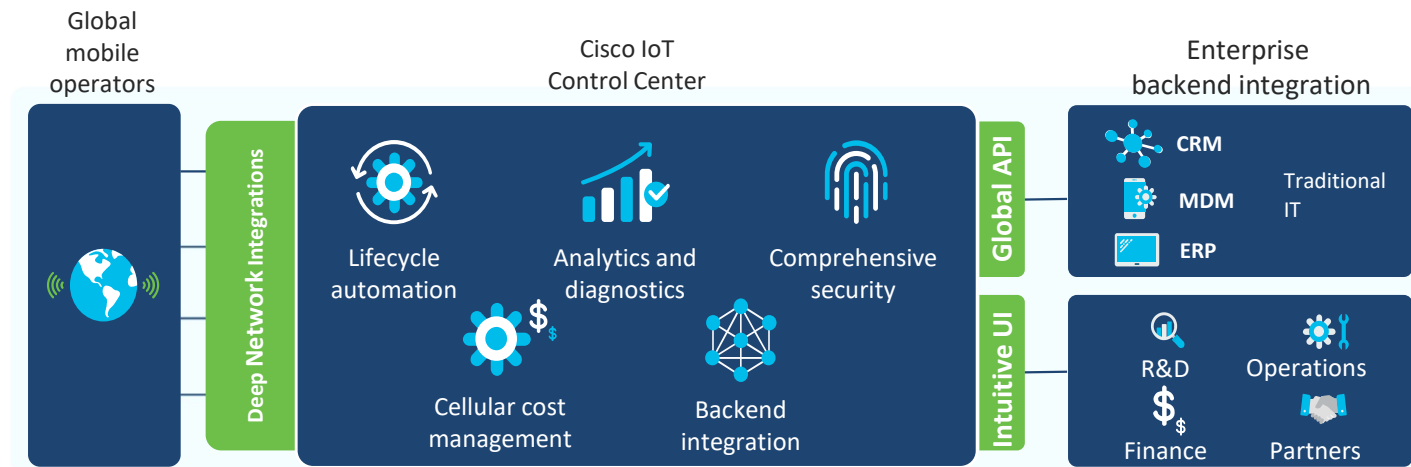 Global
mobile
operators
Cisco IoT
Control Center
Enterprise
backend integration
Deep Network Integrations
Lifecycle
automation
Analytics and
diagnostics
Comprehensive
security
$
$
Cellular cost
management
Backend
integration
Global API
Intuitive UI
CRM
MDM
ERP
Traditional
IT
R&D
Operations
$
$
Finance
Partners